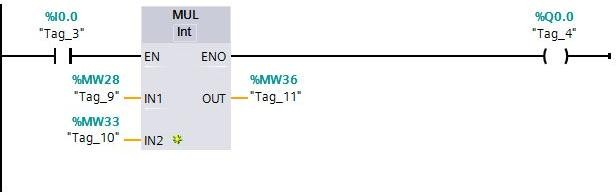 %I0.0
"Tag_3"
MUL
Int
%Q0.0
"Tag_4"
EN
ENO
%MW28
"Tag_9"
IN1
OUT
%MW36
"Tag_11"
%MW33
"Tag_10"
IN2